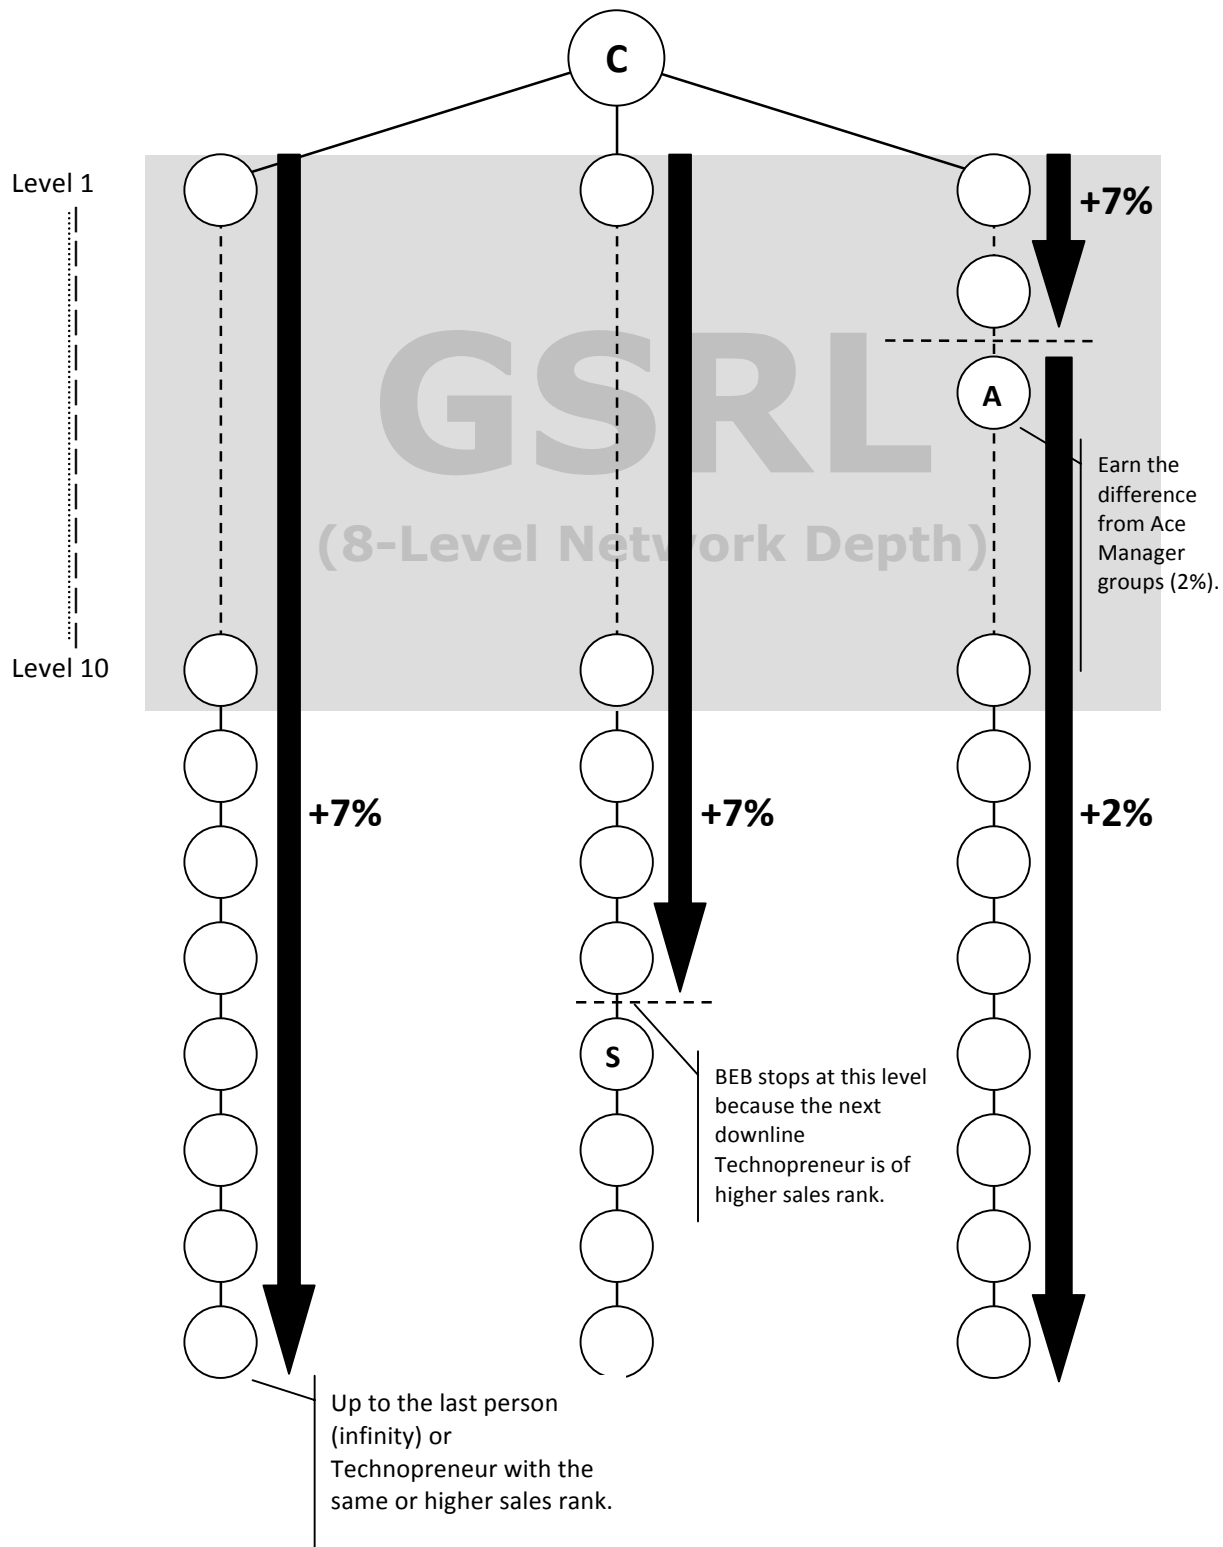 C
Level 1
+7%
GSRL
A
Earn the
difference
from Ace
Manager
groups (2%).
(8-Level Network Depth)
Level 10
+7%
+7%
+2%
S
BEB stops at this level
because the next
downline
Technopreneur is of
higher sales rank.
Up to the last person
(infinity) or
Technopreneur with the
same or higher sales rank.